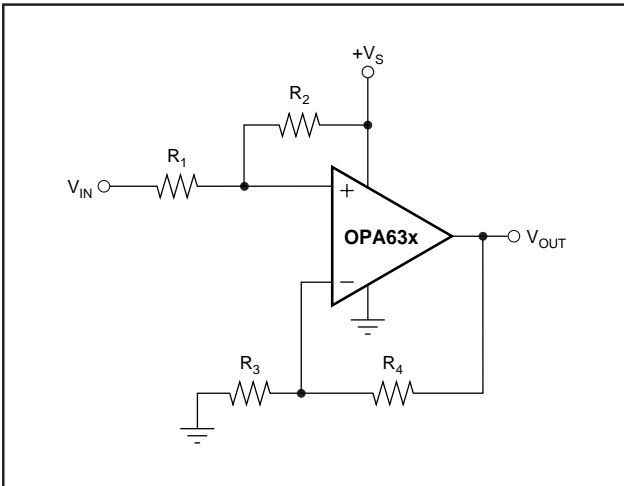 +V_S
R_2
R_1
V_IN
+
OPA63x
V_OUT
−
R_3
R_4